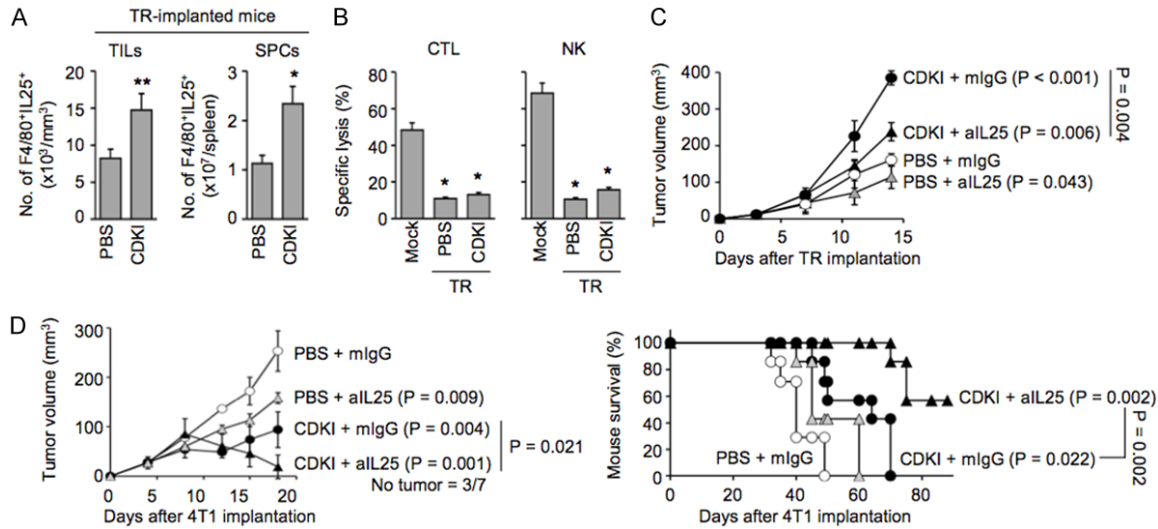 A
TR-implanted mice
TILs
SPCs
No. of F4/80⁺IL25⁺
(x10³/mm³)
20
15
10
5
0
**
PBS
CDKI
No. of F4/80⁺IL25⁺
(x10⁷/spleen)
3
2
1
0
*
PBS
CDKI
B
CTL
NK
Specific lysis (%)
80
60
40
20
0
*
*
*
*
Mock
PBS
CDKI
Mock
PBS
CDKI
TR
TR
C
Tumor volume (mm³)
400
300
200
100
0
0
5
10
15
Days after TR implantation
CDKI + mIgG (P < 0.001)
CDKI + aIL25 (P = 0.006)
PBS + mIgG
PBS + aIL25 (P = 0.043)
P = 0.004
D
Tumor volume (mm³)
300
200
100
0
0
5
10
15
20
Days after 4T1 implantation
PBS + mIgG
PBS + aIL25 (P = 0.009)
CDKI + mIgG (P = 0.004)
CDKI + aIL25 (P = 0.001)
No tumor = 3/7
P = 0.021
Mouse survival (%)
100
80
60
40
20
0
0
20
40
60
80
Days after 4T1 implantation
CDKI + aIL25 (P = 0.002)
PBS + mIgG
CDKI + mIgG (P = 0.022)
P = 0.002